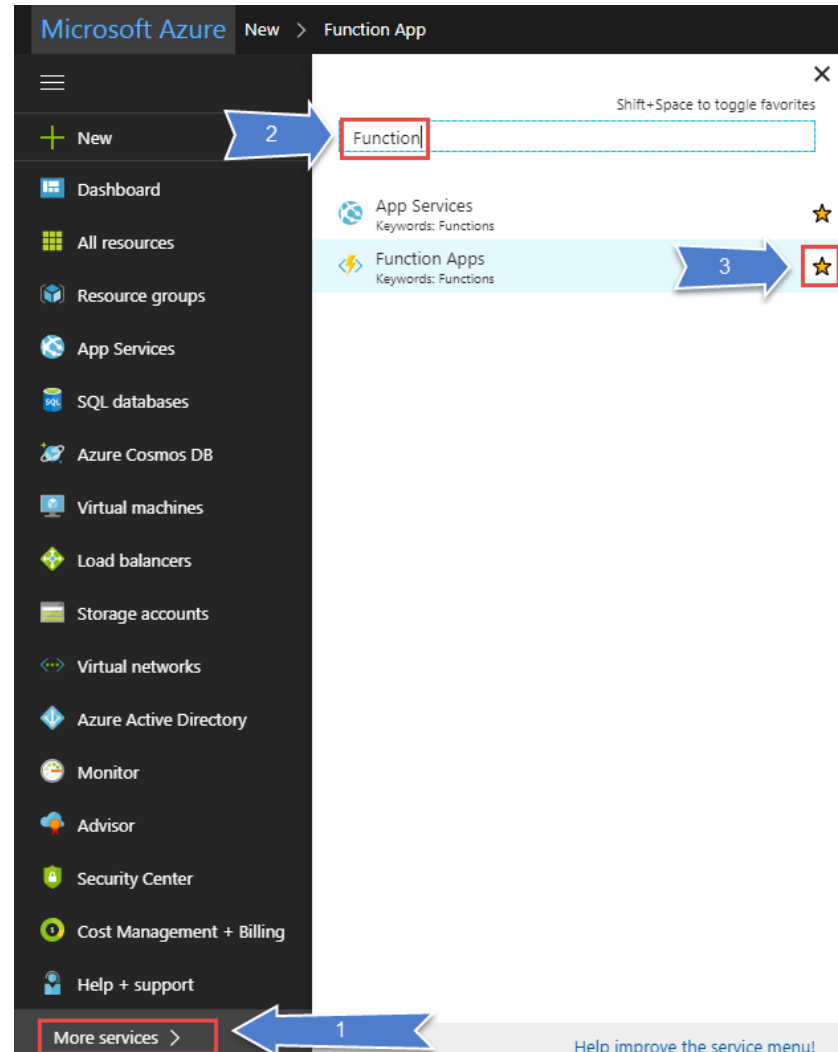 Microsoft Azure New > Function App
Shift+Space to toggle favorites
New
2
Function
Dashboard
App Services
Keywords: Functions
All resources
Function Apps
Keywords: Functions
3
Resource groups
App Services
SQL
SQL databases
Azure Cosmos DB
Virtual machines
Load balancers
Storage accounts
Virtual networks
Azure Active Directory
Monitor
Advisor
Security Center
Cost Management + Billing
Help + support
More services >
1
Help improve the service menu!